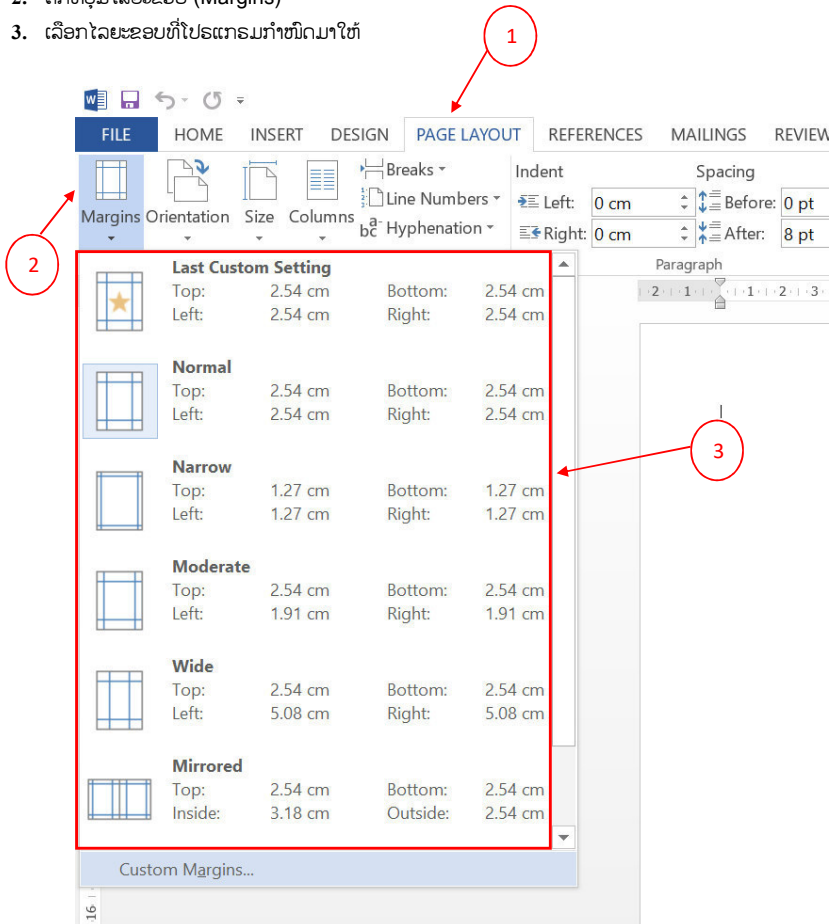 3. ເລືອກໄລຍະຂອບທີ່ໂປຣແກຣມກຳໜົດມາໃຫ້
1
FILE HOME INSERT DESIGN PAGE LAYOUT REFERENCES MAILINGS REVIEW
Breaks Indent Spacing
Line Numbers Left: 0 cm Before: 0 pt
Margins Orientation Size Columns Hyphenation Right: 0 cm After: 8 pt
2
Paragraph
2 1 1 2 3
Last Custom Setting
Top: 2.54 cm Bottom: 2.54 cm
Left: 2.54 cm Right: 2.54 cm
Normal
Top: 2.54 cm Bottom: 2.54 cm
Left: 2.54 cm Right: 2.54 cm
3
Narrow
Top: 1.27 cm Bottom: 1.27 cm
Left: 1.27 cm Right: 1.27 cm
Moderate
Top: 2.54 cm Bottom: 2.54 cm
Left: 1.91 cm Right: 1.91 cm
Wide
Top: 2.54 cm Bottom: 2.54 cm
Left: 5.08 cm Right: 5.08 cm
Mirrored
Top: 2.54 cm Bottom: 2.54 cm
Inside: 3.18 cm Outside: 2.54 cm
Custom Margins...
16